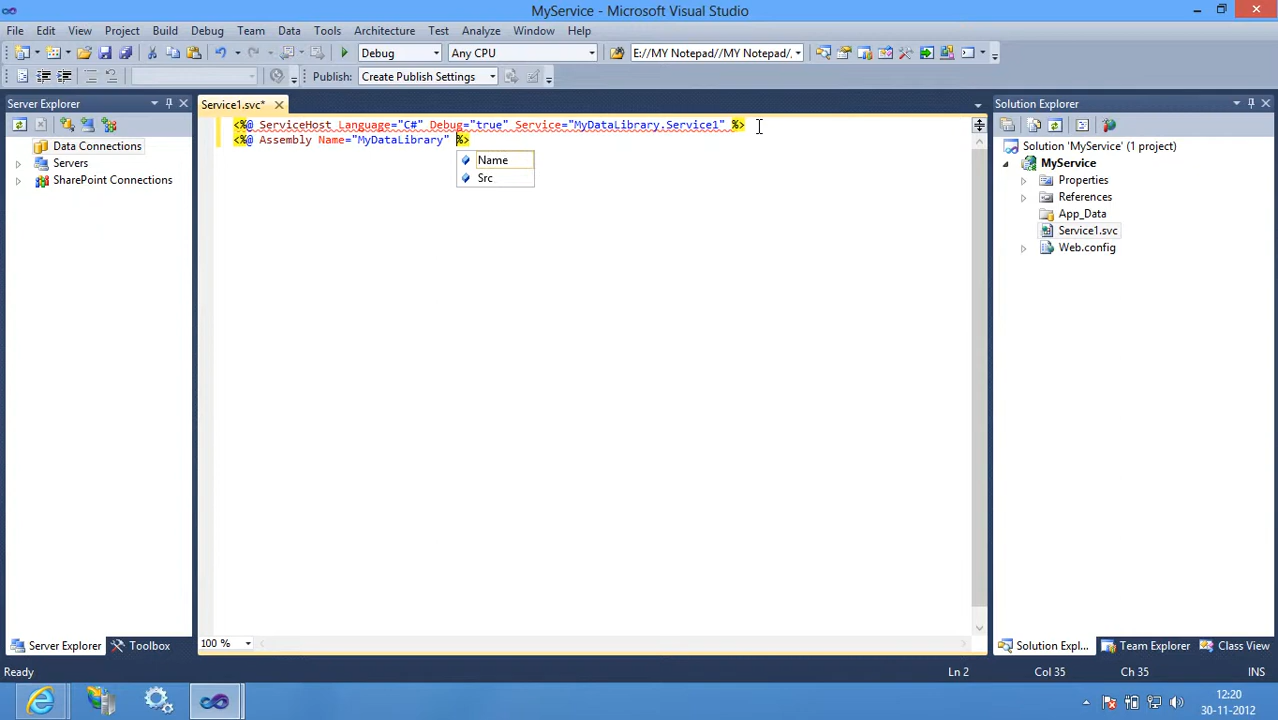 MyService - Microsoft Visual Studio
File Edit View Project Build Debug Team Data Tools Architecture Test Analyze Window Help
Debug Any CPU E://MY Notepad//MY Notepad/,
Publish: Create Publish Settings
Server Explorer
Data Connections
Servers
SharePoint Connections
Service1.svc*
<%@ ServiceHost Language="C#" Debug="true" Service="MyDataLibrary.Service1" %>
<%@ Assembly Name="MyDataLibrary" %>
Name
Src
Solution Explorer
Solution 'MyService' (1 project)
MyService
Properties
References
App_Data
Service1.svc
Web.config
100 %
Server Explorer Toolbox
Solution Expl... Team Explorer Class View
Ready Ln 2 Col 35 Ch 35 INS
12:20
30-11-2012